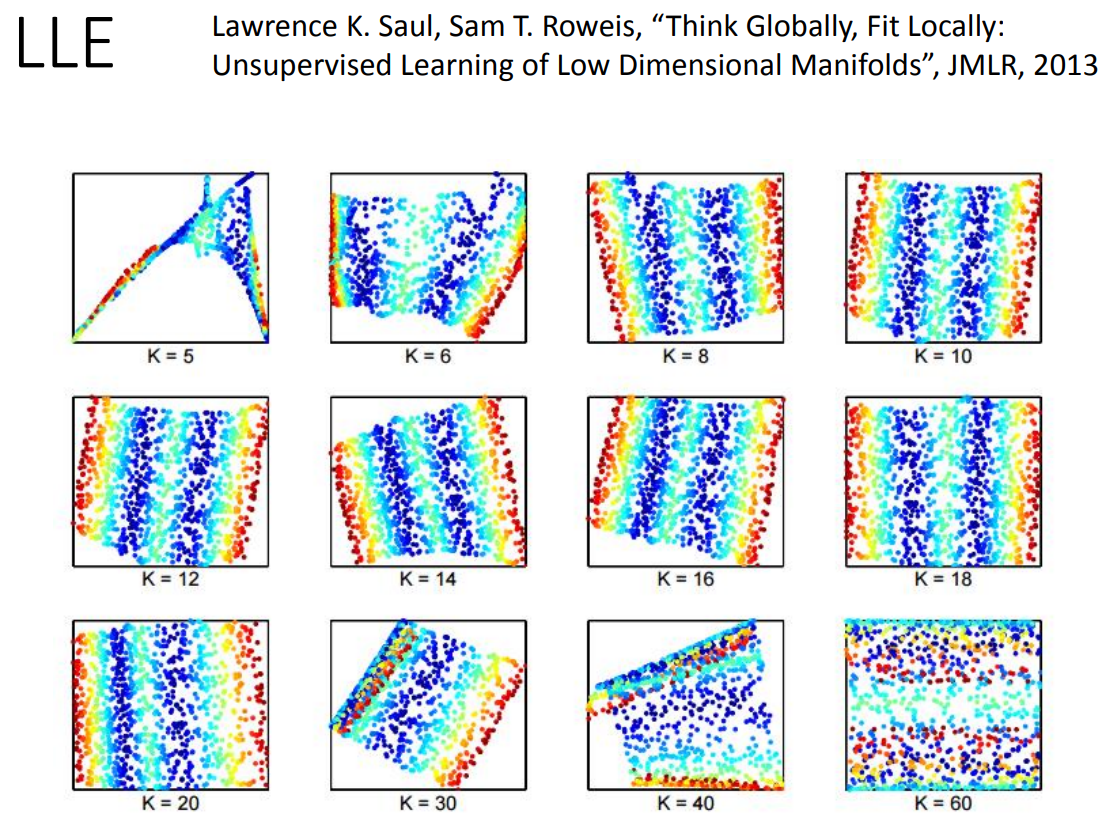 LLE
Lawrence K. Saul, Sam T. Roweis, “Think Globally, Fit Locally:
Unsupervised Learning of Low Dimensional Manifolds”, JMLR, 2013
K = 5
K = 6
K = 8
K = 10
K = 12
K = 14
K = 16
K = 18
K = 20
K = 30
K = 40
K = 60